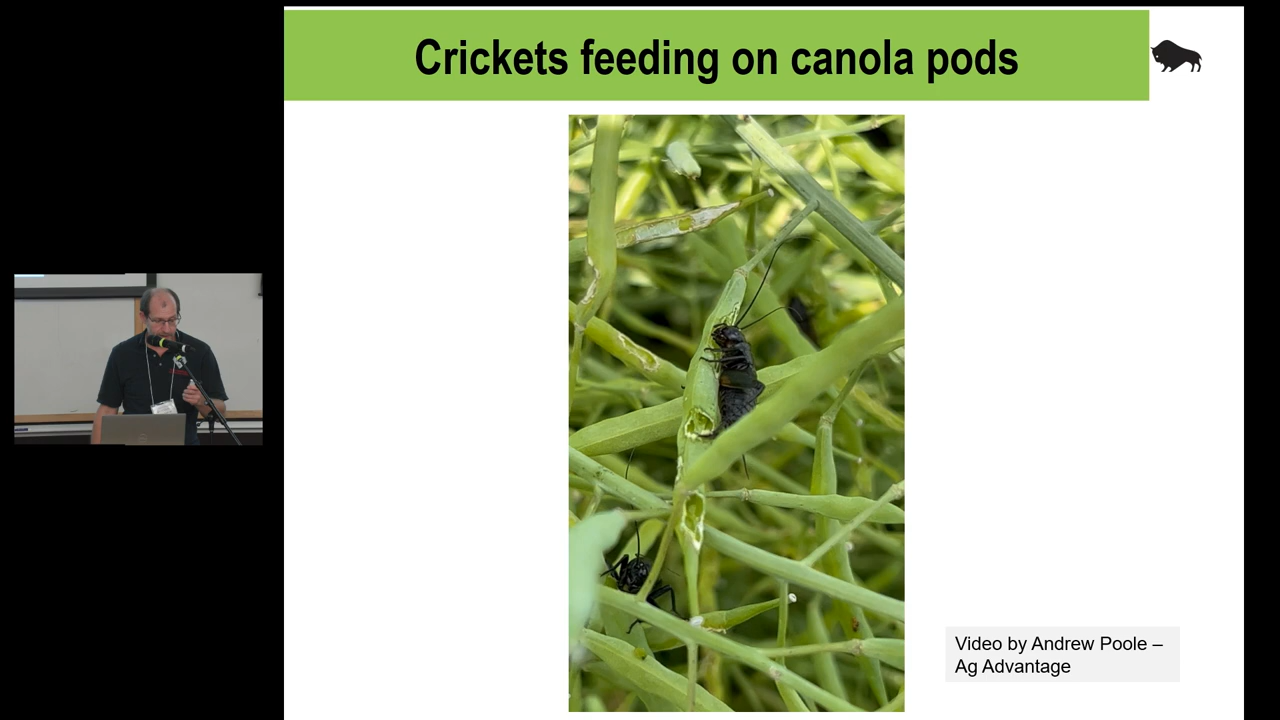 Crickets feeding on canola pods
Video by Andrew Poole –
Ag Advantage